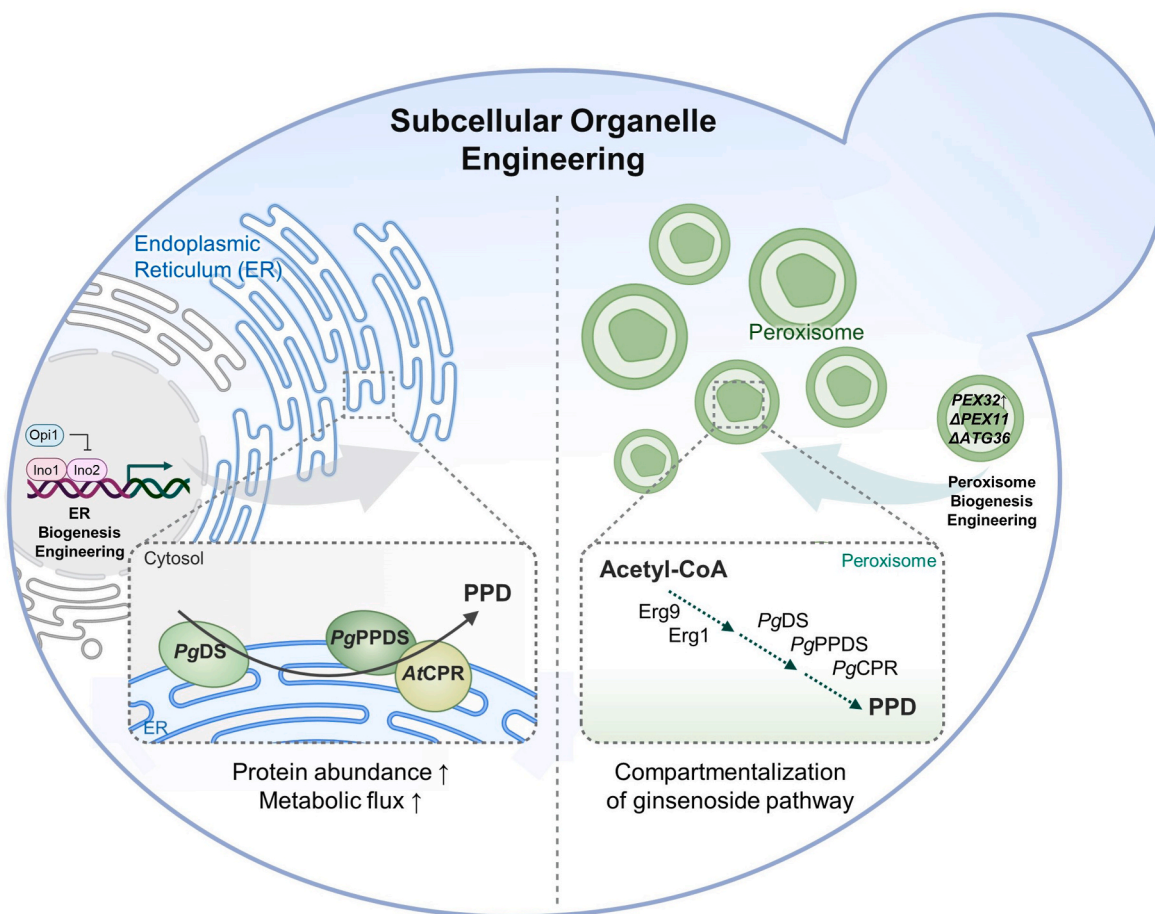 Subcellular Organelle
Engineering
Endoplasmic
Reticulum (ER)
Opi1
Ino1
Ino2
ER
Biogenesis
Engineering
Cytosol
PPD
PgDS
PgPPDS
AtCPR
ER
Protein abundance ↑
Metabolic flux ↑
Peroxisome
PEX32↑
ΔPEX11
ΔATG36
Peroxisome
Biogenesis
Engineering
Peroxisome
Acetyl-CoA
Erg9
Erg1
PgDS
PgPPDS
PgCPR
PPD
Compartmentalization
of ginsenoside pathway